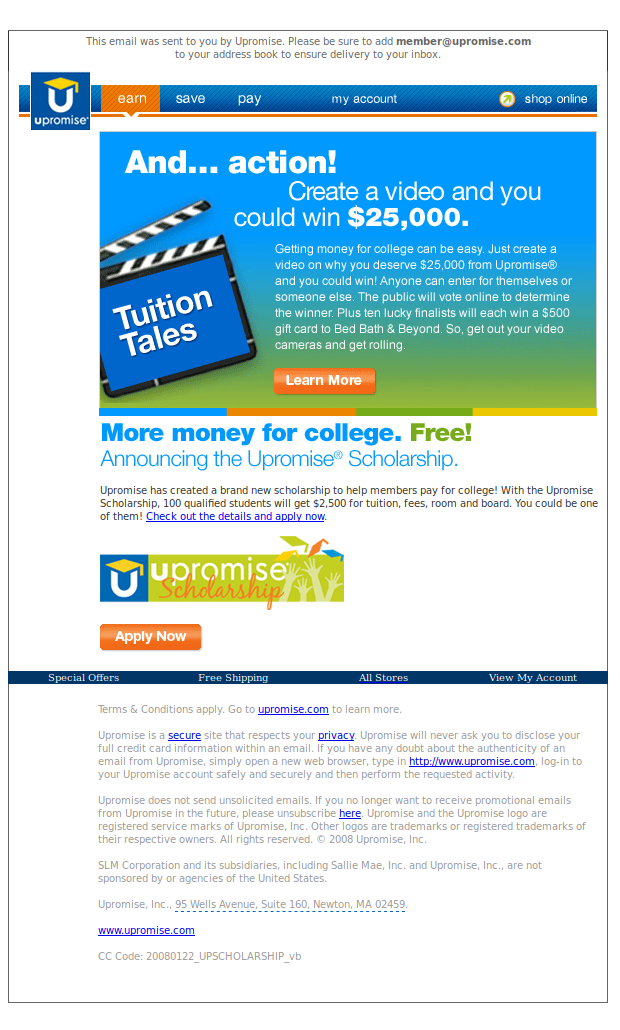 This email was sent to you by Upromise. Please be sure to add member@upromise.com
to your address book to ensure delivery to your inbox.
upromise®
earn save pay my account shop online
And... action!
Create a video and you
could win $25,000.
Getting money for college can be easy. Just create a
video on why you deserve $25,000 from Upromise®
and you could win! Anyone can enter for themselves or
someone else. The public will vote online to determine
the winner. Plus ten lucky finalists will each win a $500
gift card to Bed Bath & Beyond. So, get out your video
cameras and get rolling.
Tuition
Tales
Learn More
More money for college. Free!
Announcing the Upromise® Scholarship.
Upromise has created a brand new scholarship to help members pay for college! With the Upromise
Scholarship, 100 qualified students will get $2,500 for tuition, fees, room and board. You could be one
of them! Check out the details and apply now.
upromise
Scholarship
Apply Now
Special Offers Free Shipping All Stores View My Account
Terms & Conditions apply. Go to upromise.com to learn more.
Upromise is a secure site that respects your privacy. Upromise will never ask you to disclose your
full credit card information within an email. If you have any doubt about the authenticity of an
email from Upromise, simply open a new web browser, type in http://www.upromise.com, log-in to
your Upromise account safely and securely and then perform the requested activity.
Upromise does not send unsolicited emails. If you no longer want to receive promotional emails
from Upromise in the future, please unsubscribe here. Upromise and the Upromise logo are
registered service marks of Upromise, Inc. Other logos are trademarks or registered trademarks of
their respective owners. All rights reserved. © 2008 Upromise, Inc.
SLM Corporation and its subsidiaries, including Sallie Mae, Inc. and Upromise, Inc., are not
sponsored by or agencies of the United States.
Upromise, Inc., 95 Wells Avenue, Suite 160, Newton, MA 02459.
www.upromise.com
CC Code: 20080122_UPSCHOLARSHIP_vb